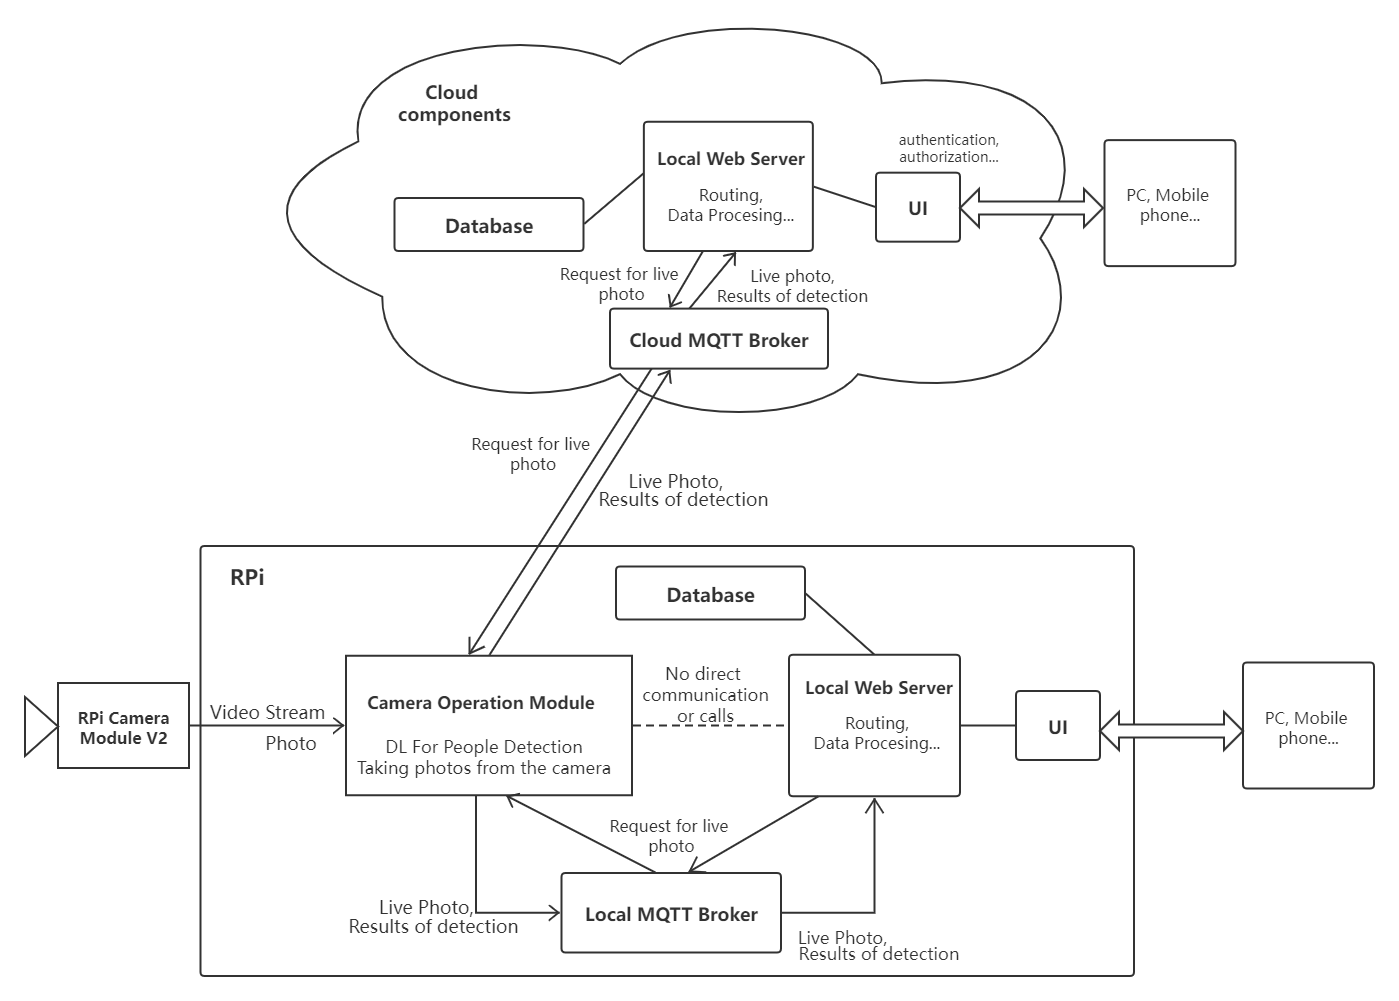 Cloud
components
Local Web Server
Routing,
Data Procesing...
authentication,
authorization...
UI
PC, Mobile
phone...
Database
Request for live
photo
Live photo,
Results of detection
Cloud MQTT Broker
Request for live
photo
Live Photo,
Results of detection
RPi
Database
RPi Camera
Module V2
Video Stream
Photo
Camera Operation Module
DL For People Detection
Taking photos from the camera
No direct
communication
or calls
Local Web Server
Routing,
Data Procesing...
UI
PC, Mobile
phone...
Request for live
photo
Live Photo,
Results of detection
Local MQTT Broker
Live Photo,
Results of detection